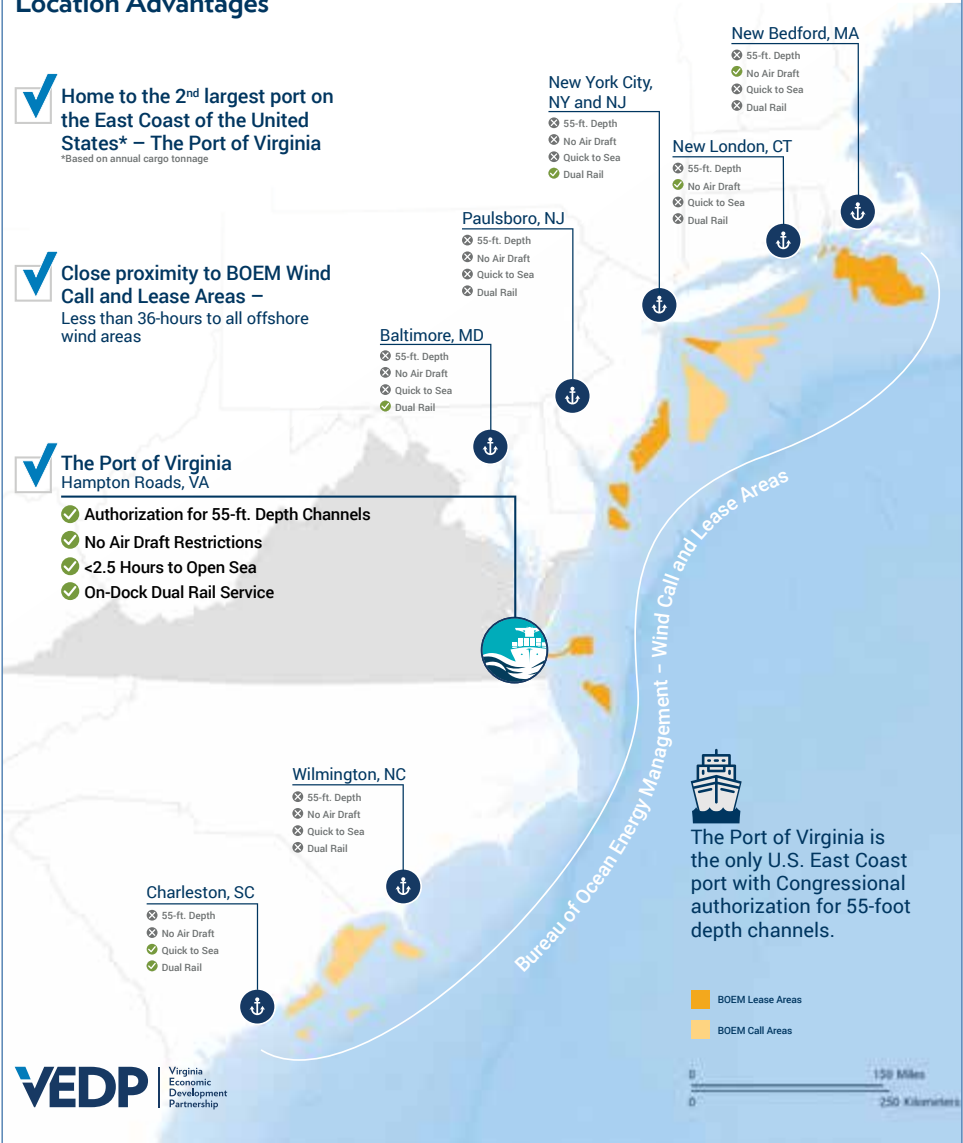 Location Advantages
Home to the 2nd largest port on
the East Coast of the United
States* – The Port of Virginia
*Based on annual cargo tonnage
Close proximity to BOEM Wind
Call and Lease Areas –
Less than 36-hours to all offshore
wind areas
The Port of Virginia
Hampton Roads, VA
Authorization for 55-ft. Depth Channels
No Air Draft Restrictions
<2.5 Hours to Open Sea
On-Dock Dual Rail Service
New Bedford, MA
55-ft. Depth
No Air Draft
Quick to Sea
Dual Rail
New York City,
NY and NJ
55-ft. Depth
No Air Draft
Quick to Sea
Dual Rail
New London, CT
55-ft. Depth
No Air Draft
Quick to Sea
Dual Rail
Paulsboro, NJ
55-ft. Depth
No Air Draft
Quick to Sea
Dual Rail
Baltimore, MD
55-ft. Depth
No Air Draft
Quick to Sea
Dual Rail
Wilmington, NC
55-ft. Depth
No Air Draft
Quick to Sea
Dual Rail
Charleston, SC
55-ft. Depth
No Air Draft
Quick to Sea
Dual Rail
Bureau of Ocean Energy Management – Wind Call and Lease Areas
The Port of Virginia is
the only U.S. East Coast
port with Congressional
authorization for 55-foot
depth channels.
BOEM Lease Areas
BOEM Call Areas
0 150 Miles
0 250 Kilometers
VEDP
Virginia
Economic
Development
Partnership